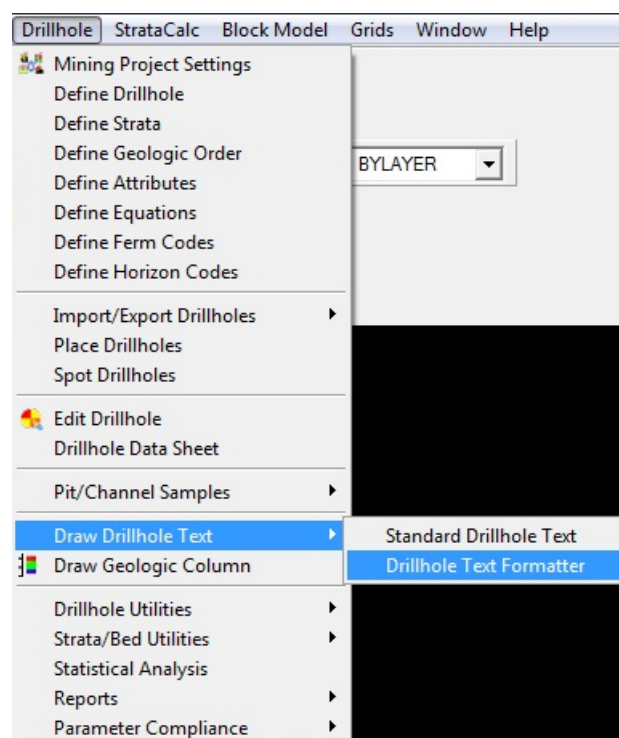 Drillhole StrataCalc Block Model Grids Window Help
Mining Project Settings
Define Drillhole
Define Strata
Define Geologic Order
BYLAYER
Define Attributes
Define Equations
Define Ferm Codes
Define Horizon Codes
Import/Export Drillholes
Place Drillholes
Spot Drillholes
Edit Drillhole
Drillhole Data Sheet
Pit/Channel Samples
Draw Drillhole Text
Standard Drillhole Text
Draw Geologic Column
Drillhole Text Formatter
Drillhole Utilities
Strata/Bed Utilities
Statistical Analysis
Reports
Parameter Compliance